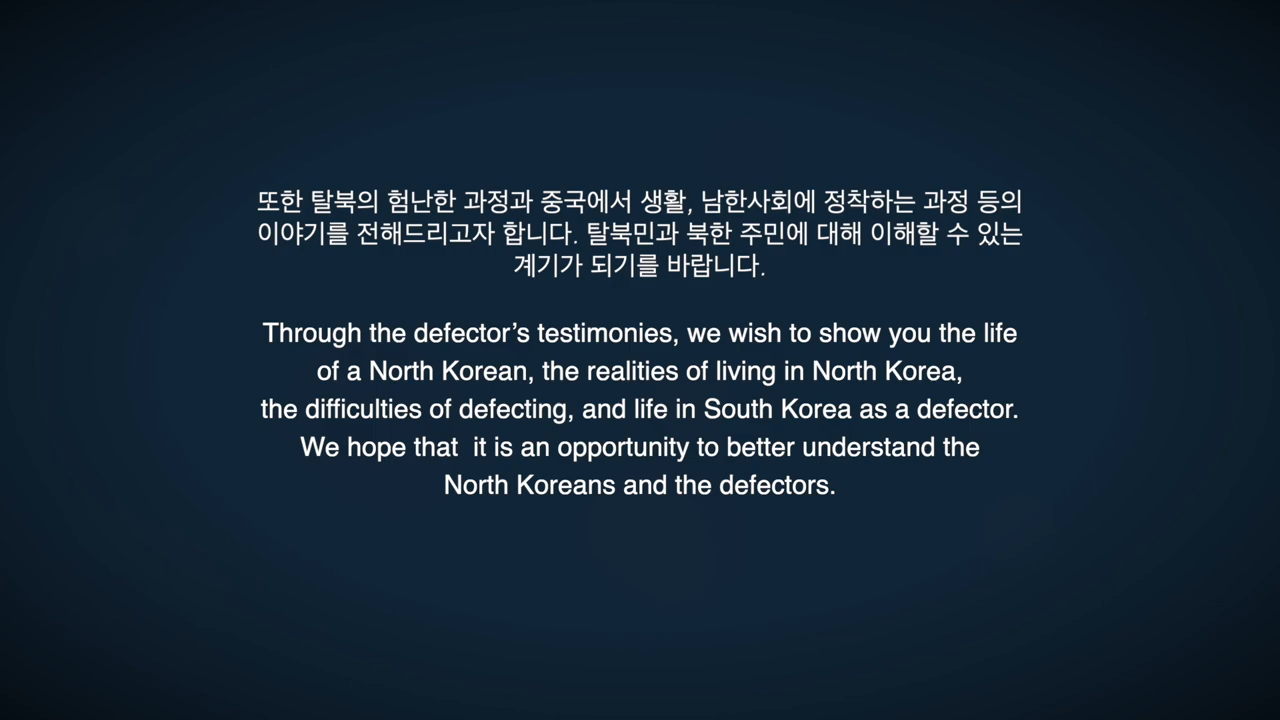 또한 탈북의 험난한 과정과 중국에서 생활, 남한사회에 정착하는 과정 등의
이야기를 전해드리고자 합니다. 탈북민과 북한 주민에 대해 이해할 수 있는
계기가 되기를 바랍니다.
Through the defector’s testimonies, we wish to show you the life
of a North Korean, the realities of living in North Korea,
the difficulties of defecting, and life in South Korea as a defector.
We hope that  it is an opportunity to better understand the
North Koreans and the defectors.